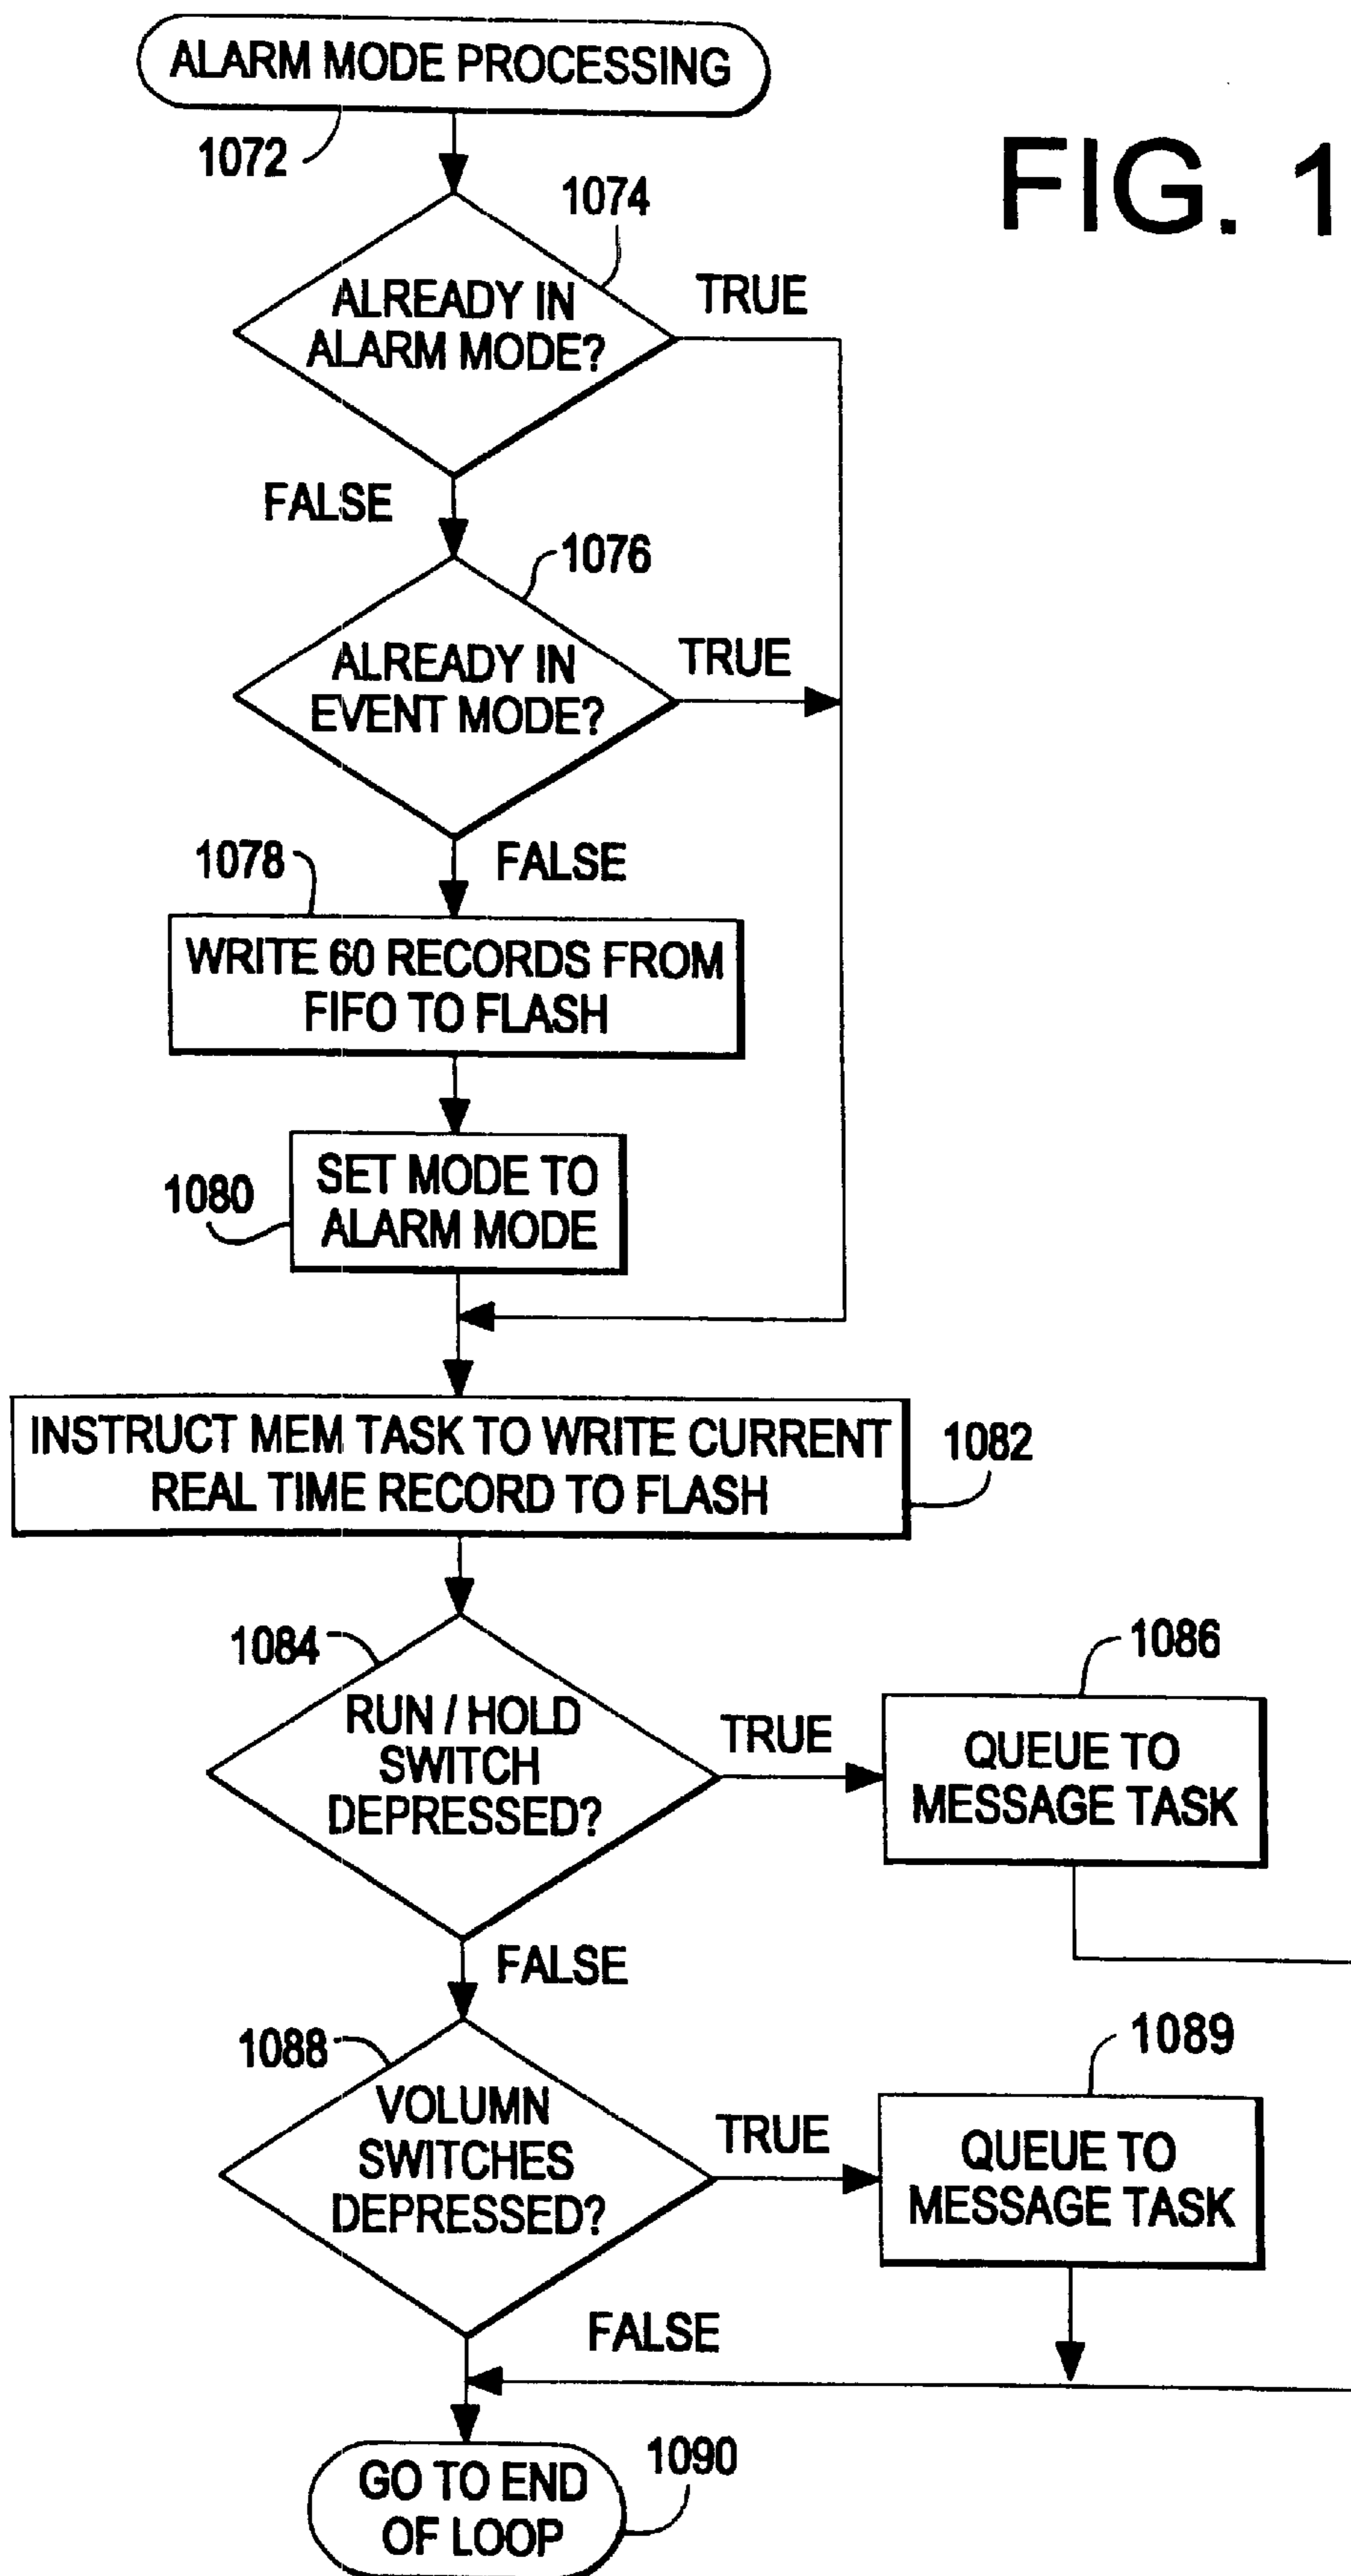 ALARM MODE PROCESSING
1072
FIG. 1
1074
ALREADY IN
ALARM MODE?
TRUE
FALSE
1076
ALREADY IN
EVENT MODE?
TRUE
1078
FALSE
WRITE 60 RECORDS FROM
FIFO TO FLASH
1080
SET MODE TO
ALARM MODE
INSTRUCT MEM TASK TO WRITE CURRENT
REAL TIME RECORD TO FLASH
1082
1084
RUN / HOLD
SWITCH
DEPRESSED?
TRUE
1086
QUEUE TO
MESSAGE TASK
FALSE
1088
VOLUMN
SWITCHES
DEPRESSED?
TRUE
1089
QUEUE TO
MESSAGE TASK
FALSE
GO TO END
OF LOOP
1090